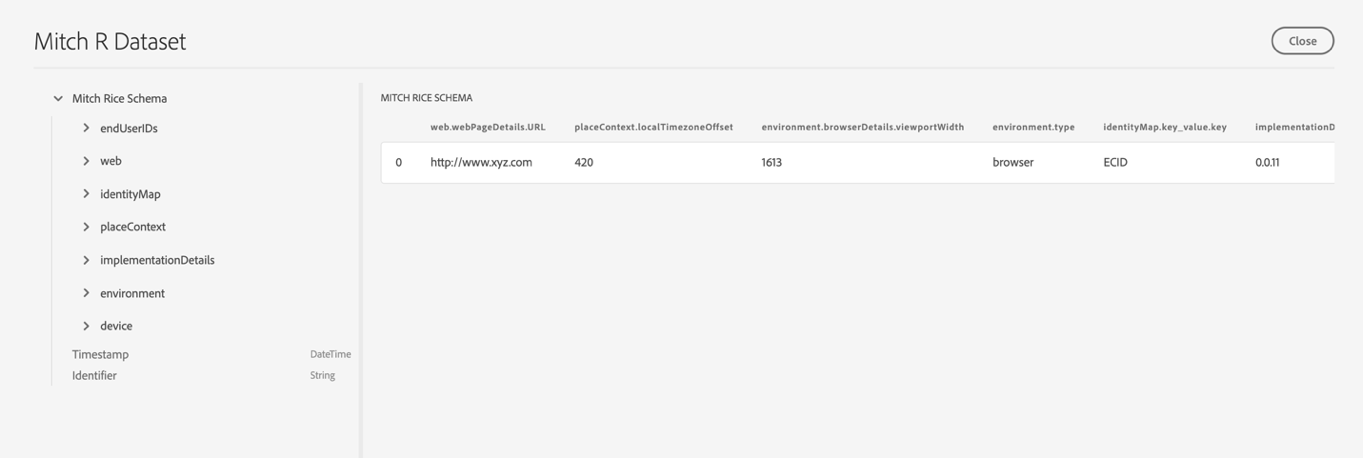 Mitch R Dataset
Close
Mitch Rice Schema
endUserIDs
web
identityMap
placeContext
implementationDetails
environment
device
Timestamp DateTime
Identifier String
MITCH RICE SCHEMA
web.webPageDetails.URL placeContext.localTimezoneOffset environment.browserDetails.viewportWidth environment.type identityMap.key_value.key implementationD
0 http://www.xyz.com 420 1613 browser ECID 0.0.11